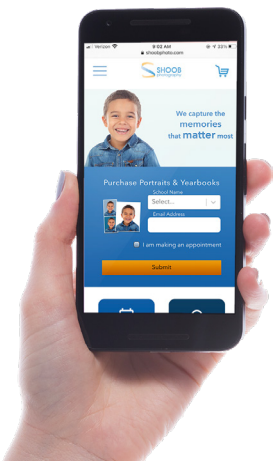 Verizon
9:02 AM
33%
shoobphoto.com
SHOOB
photography
We capture the
memories
that matter most
Purchase Portraits & Yearbooks
School Name
Select...
Email Address
I am making an appointment
Submit